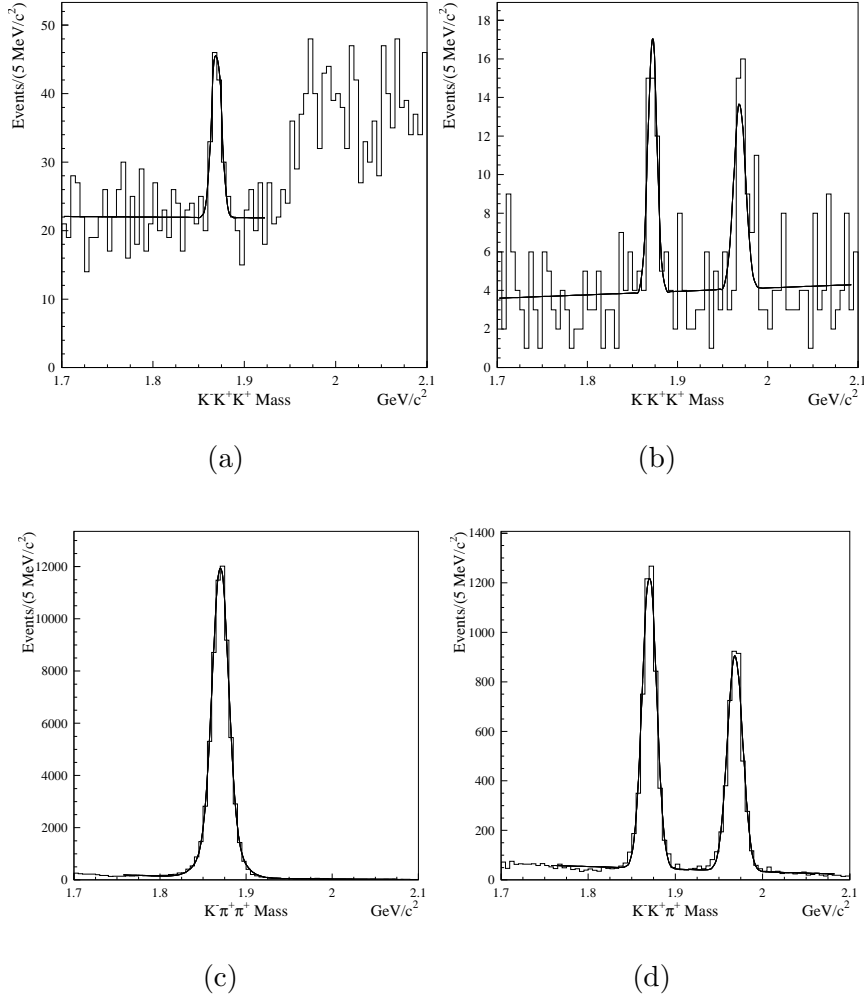 Events/(5 MeV/c²)
60
50
40
30
20
10
0
1.7 1.8 1.9 2 2.1
K⁻K⁺K⁺ Mass GeV/c²
(a)
Events/(5 MeV/c²)
18
16
14
12
10
8
6
4
2
0
1.7 1.8 1.9 2 2.1
K⁻K⁺K⁺ Mass GeV/c²
(b)
Events/(5 MeV/c²)
12000
10000
8000
6000
4000
2000
0
1.7 1.8 1.9 2 2.1
K⁻π⁺π⁺ Mass GeV/c²
(c)
Events/(5 MeV/c²)
1400
1200
1000
800
600
400
200
0
1.7 1.8 1.9 2 2.1
K⁻K⁺π⁺ Mass GeV/c²
(d)